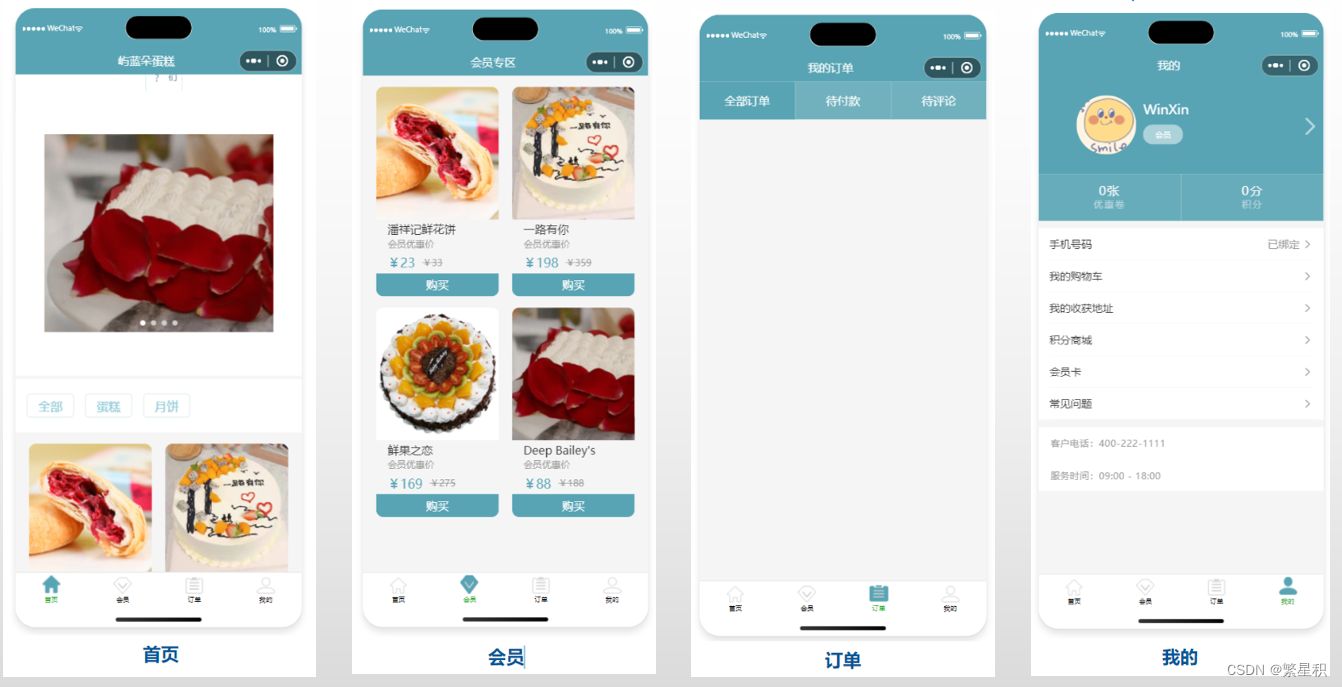 WeChat
100%
屿蓝朵蛋糕
全部
蛋糕
月饼
首页
会员
订单
我的
首页
WeChat
100%
会员专区
一路有你
潘祥记鲜花饼
会员优惠价
¥23 ¥33
购买
一路有你
会员优惠价
¥198 ¥359
购买
鲜果之恋
会员优惠价
¥169 ¥275
购买
Deep Bailey's
会员优惠价
¥88 ¥188
购买
首页
会员
订单
我的
会员
WeChat
100%
我的订单
全部订单
待付款
待评论
首页
会员
订单
我的
订单
WeChat
100%
我的
smile
WinXin
会员
0张
优惠卷
0分
积分
手机号码 已绑定
我的购物车
我的收获地址
积分商城
会员卡
常见问题
客户电话：400-222-1111
服务时间：09:00 - 18:00
首页
会员
订单
我的
我的
CSDN @繁星积